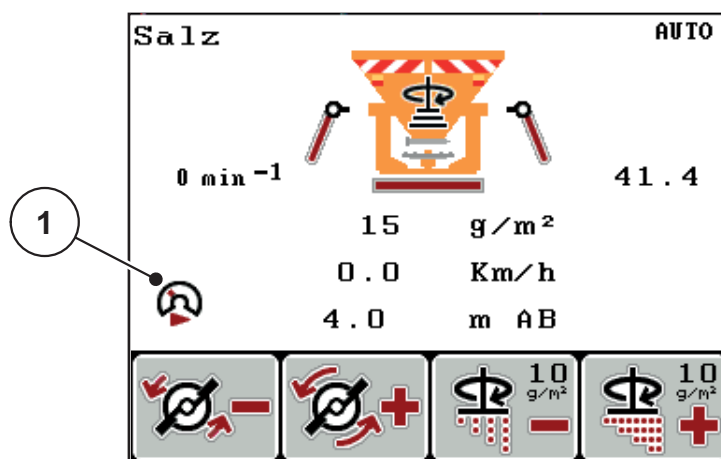 Salz AUTO
0 min -1 41.4
15 g/m²
1
0.0 Km/h
4.0 m AB
10 g/m² 10 g/m²